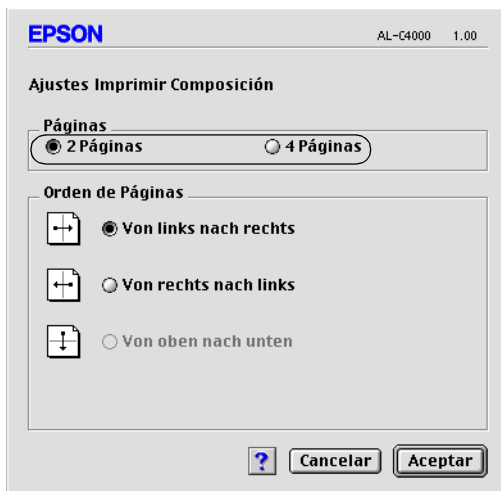 EPSON AL-C4000 1.00
Ajustes Imprimir Composición
Páginas
2 Páginas 4 Páginas
Orden de Páginas
Von links nach rechts
Von rechts nach links
Von oben nach unten
? Cancelar Aceptar